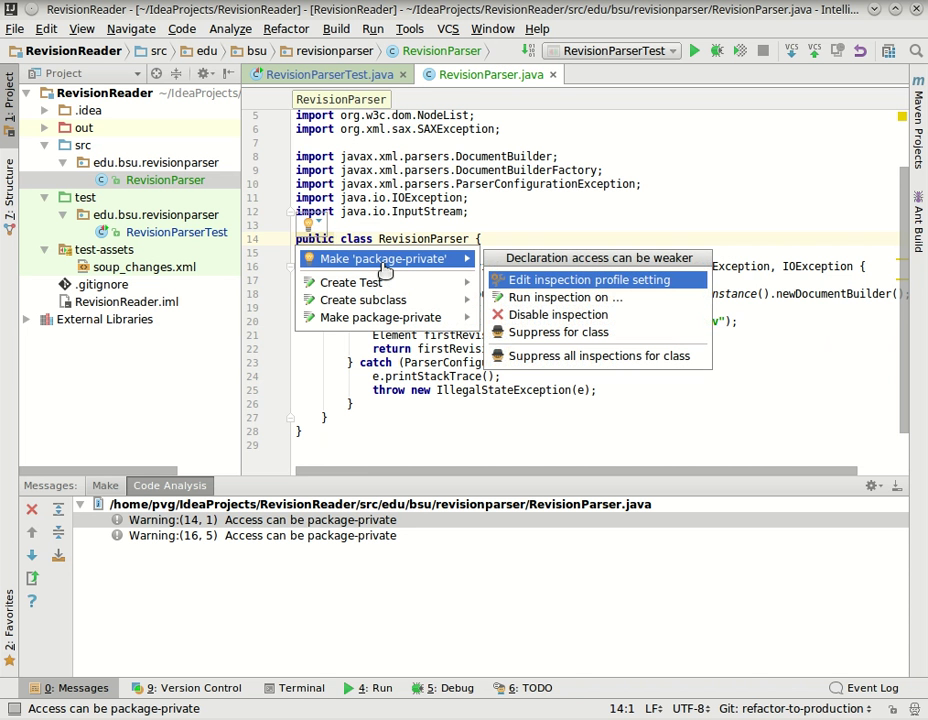 RevisionReader - [~/IdeaProjects/RevisionReader] - [RevisionReader] - ~/IdeaProjects/RevisionReader/src/edu/bsu/revisionparser/RevisionParser.java - Intelli...
File Edit View Navigate Code Analyze Refactor Build Run Tools VCS Window Help
RevisionReader src edu bsu revisionparser RevisionParser RevisionParserTest VCS VCS
1: Project
7: Structure
2: Favorites
Project
RevisionReader ~/IdeaProjects/
.idea
out
src
edu.bsu.revisionparser
RevisionParser
test
edu.bsu.revisionparser
RevisionParserTest
test-assets
soup_changes.xml
.gitignore
RevisionReader.iml
External Libraries
RevisionParserTest.java RevisionParser.java
RevisionParser
5 import org.w3c.dom.NodeList;
6 import org.xml.sax.SAXException;
7
8 import javax.xml.parsers.DocumentBuilder;
9 import javax.xml.parsers.DocumentBuilderFactory;
10 import javax.xml.parsers.ParserConfigurationException;
11 import java.io.IOException;
12 import java.io.InputStream;
13
14 public class RevisionParser {
15
16 Exception, IOException {
18 nstance().newDocumentBuilder();
20 v");
21 Element firstRevis
22 return firstRevisi
23 } catch (ParserConfigu
24 e.printStackTrace();
25 throw new IllegalStateException(e);
26 }
27 }
28 }
29
Make 'package-private'
Create Test
Create subclass
Make package-private
Declaration access can be weaker
Edit inspection profile setting
Run inspection on ...
Disable inspection
Suppress for class
Suppress all inspections for class
Maven Projects
Ant Build
Messages: Make Code Analysis
/home/pvg/IdeaProjects/RevisionReader/src/edu/bsu/revisionparser/RevisionParser.java
Warning:(14, 1) Access can be package-private
Warning:(16, 5) Access can be package-private
0: Messages 9: Version Control Terminal 4: Run 5: Debug 6: TODO Event Log
Access can be package-private 14:1 LF UTF-8 Git: refactor-to-production